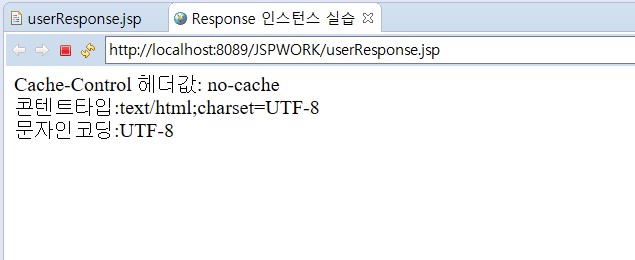 userResponse.jsp
Response 인스턴스 실습
http://localhost:8089/JSPWORK/userResponse.jsp
Cache-Control 헤더값: no-cache
콘텐트타입:text/html;charset=UTF-8
문자인코딩:UTF-8